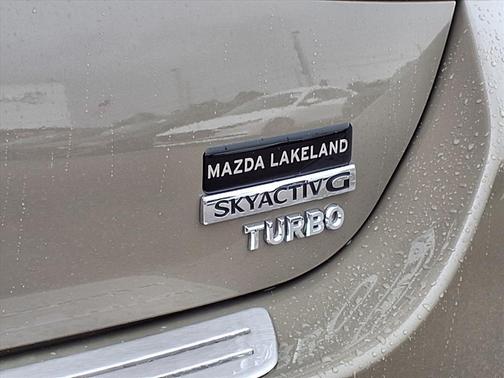 MAZDA LAKELAND
SKYACTIV G
TURBO